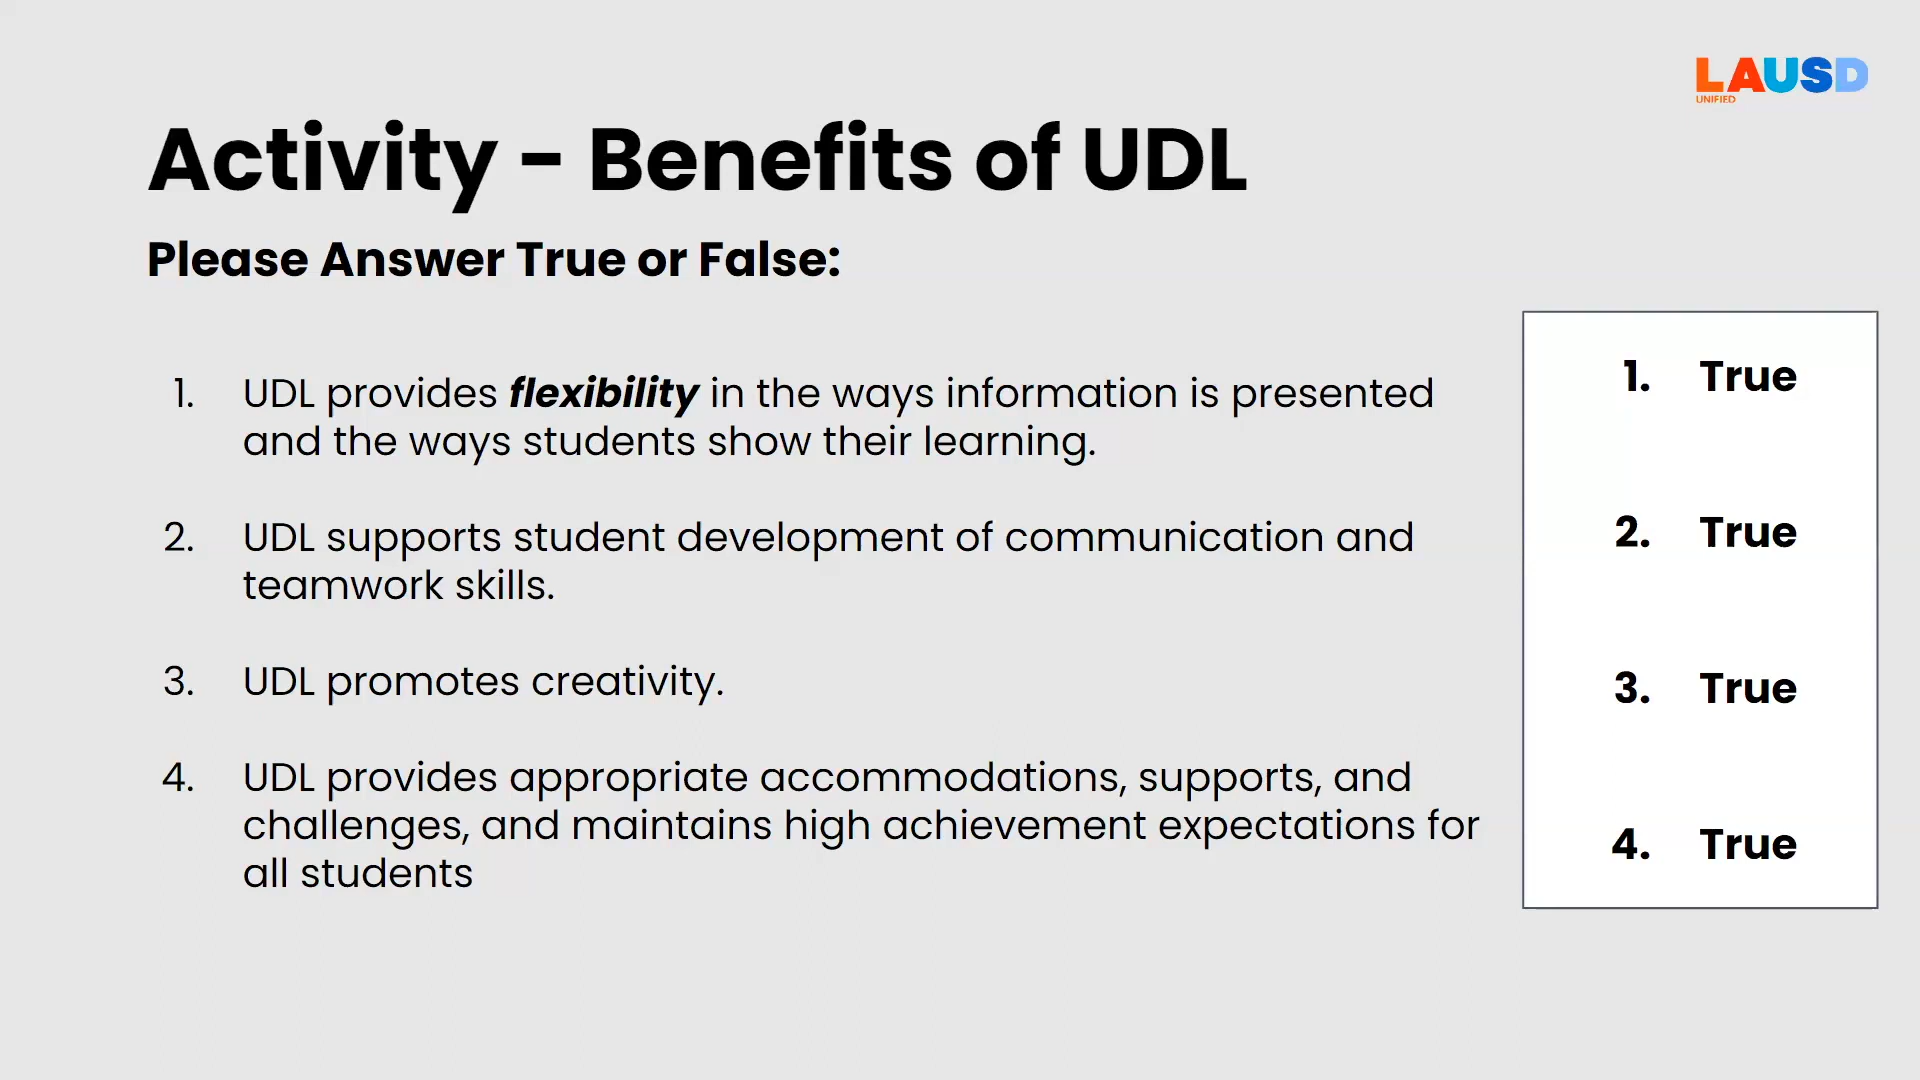 LAUSD
UNIFIED
Activity - Benefits of UDL
Please Answer True or False:
1. UDL provides flexibility in the ways information is presented
and the ways students show their learning.
2. UDL supports student development of communication and
teamwork skills.
3. UDL promotes creativity.
4. UDL provides appropriate accommodations, supports, and
challenges, and maintains high achievement expectations for
all students
1. True
2. True
3. True
4. True